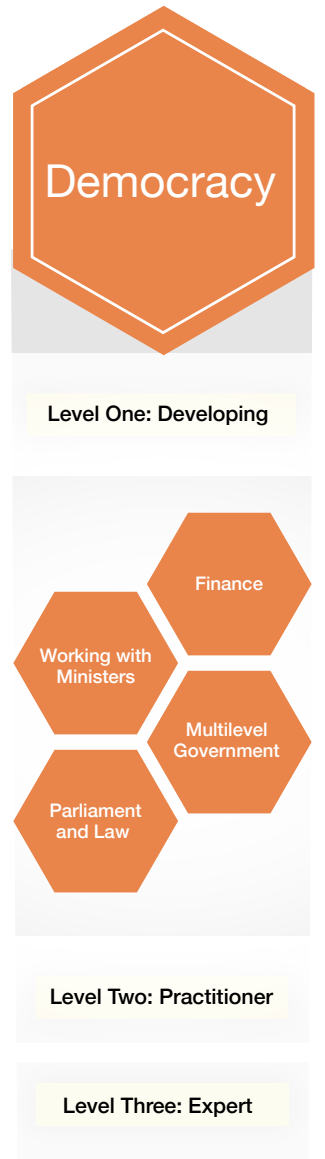 Democracy
Level One: Developing
Finance
Working with
Ministers
Multilevel
Government
Parliament
and Law
Level Two: Practitioner
Level Three: Expert